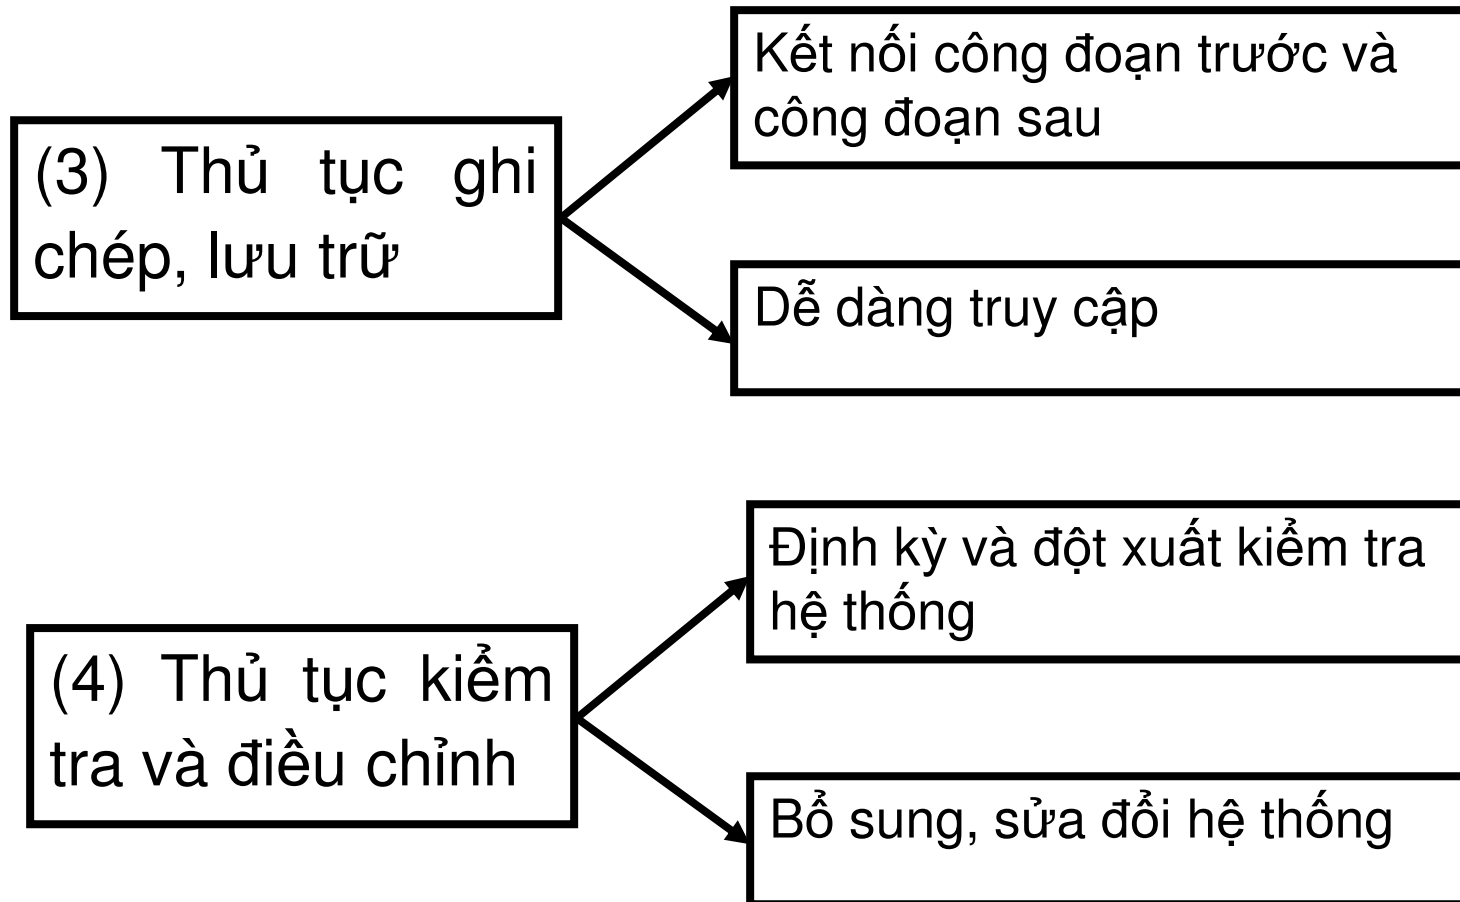 Kết nối công đoạn trước và
công đoạn sau
(3) Thủ tục ghi
chép, lưu trữ
Dễ dàng truy cập
Định kỳ và đột xuất kiểm tra
hệ thống
(4) Thủ tục kiểm
tra và điều chỉnh
Bổ sung, sửa đổi hệ thống